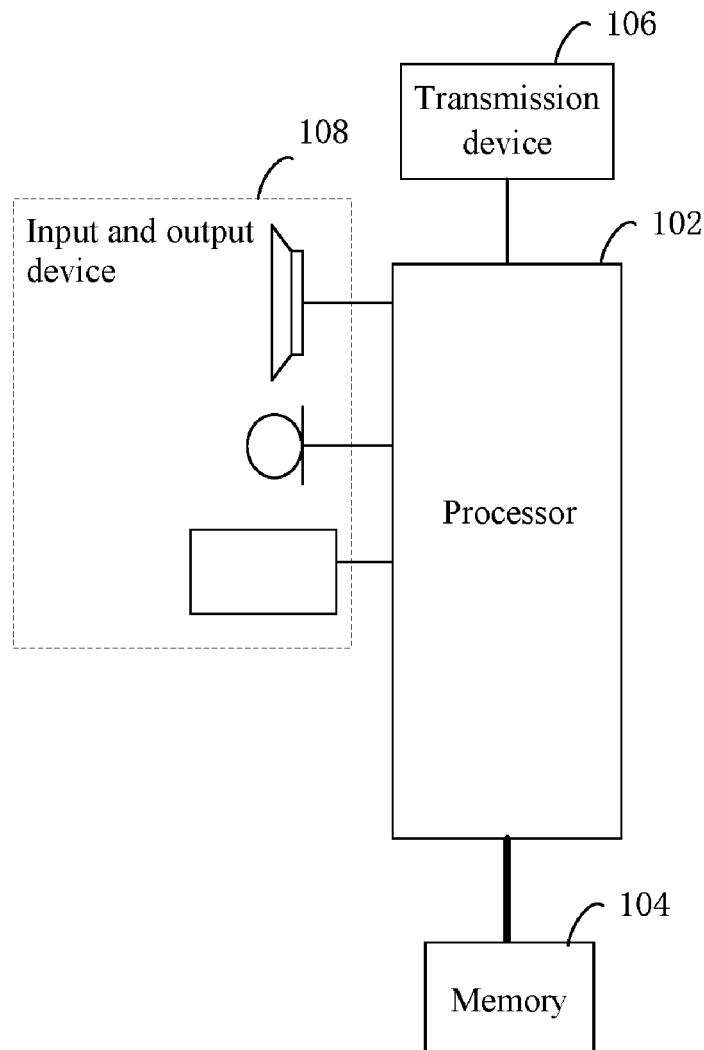 106
Transmission
device
108
102
Input and output
device
Processor
104
Memory